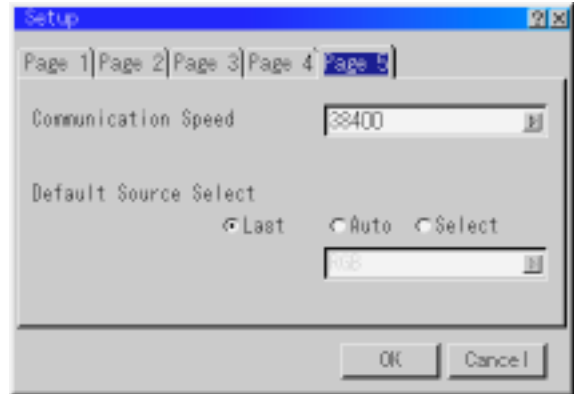 Setup
Page 1 Page 2 Page 3 Page 4 Page 5
Communication Speed 38400
Default Source Select
Last Auto Select
RGB
OK Cancel